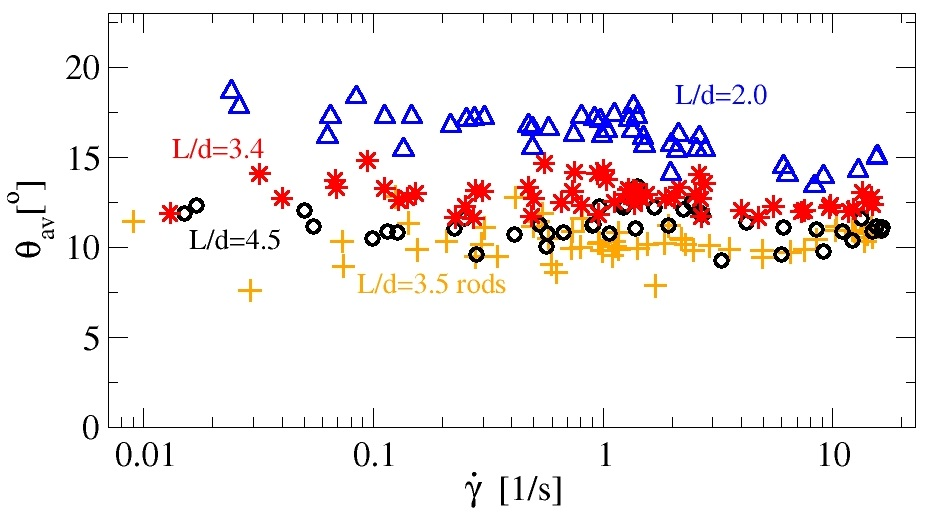 20
15
10
5
0
θav[o]
L/d=2.0
L/d=3.4
L/d=4.5
L/d=3.5 rods
0.01
0.1
1
10
γ̇ [1/s]